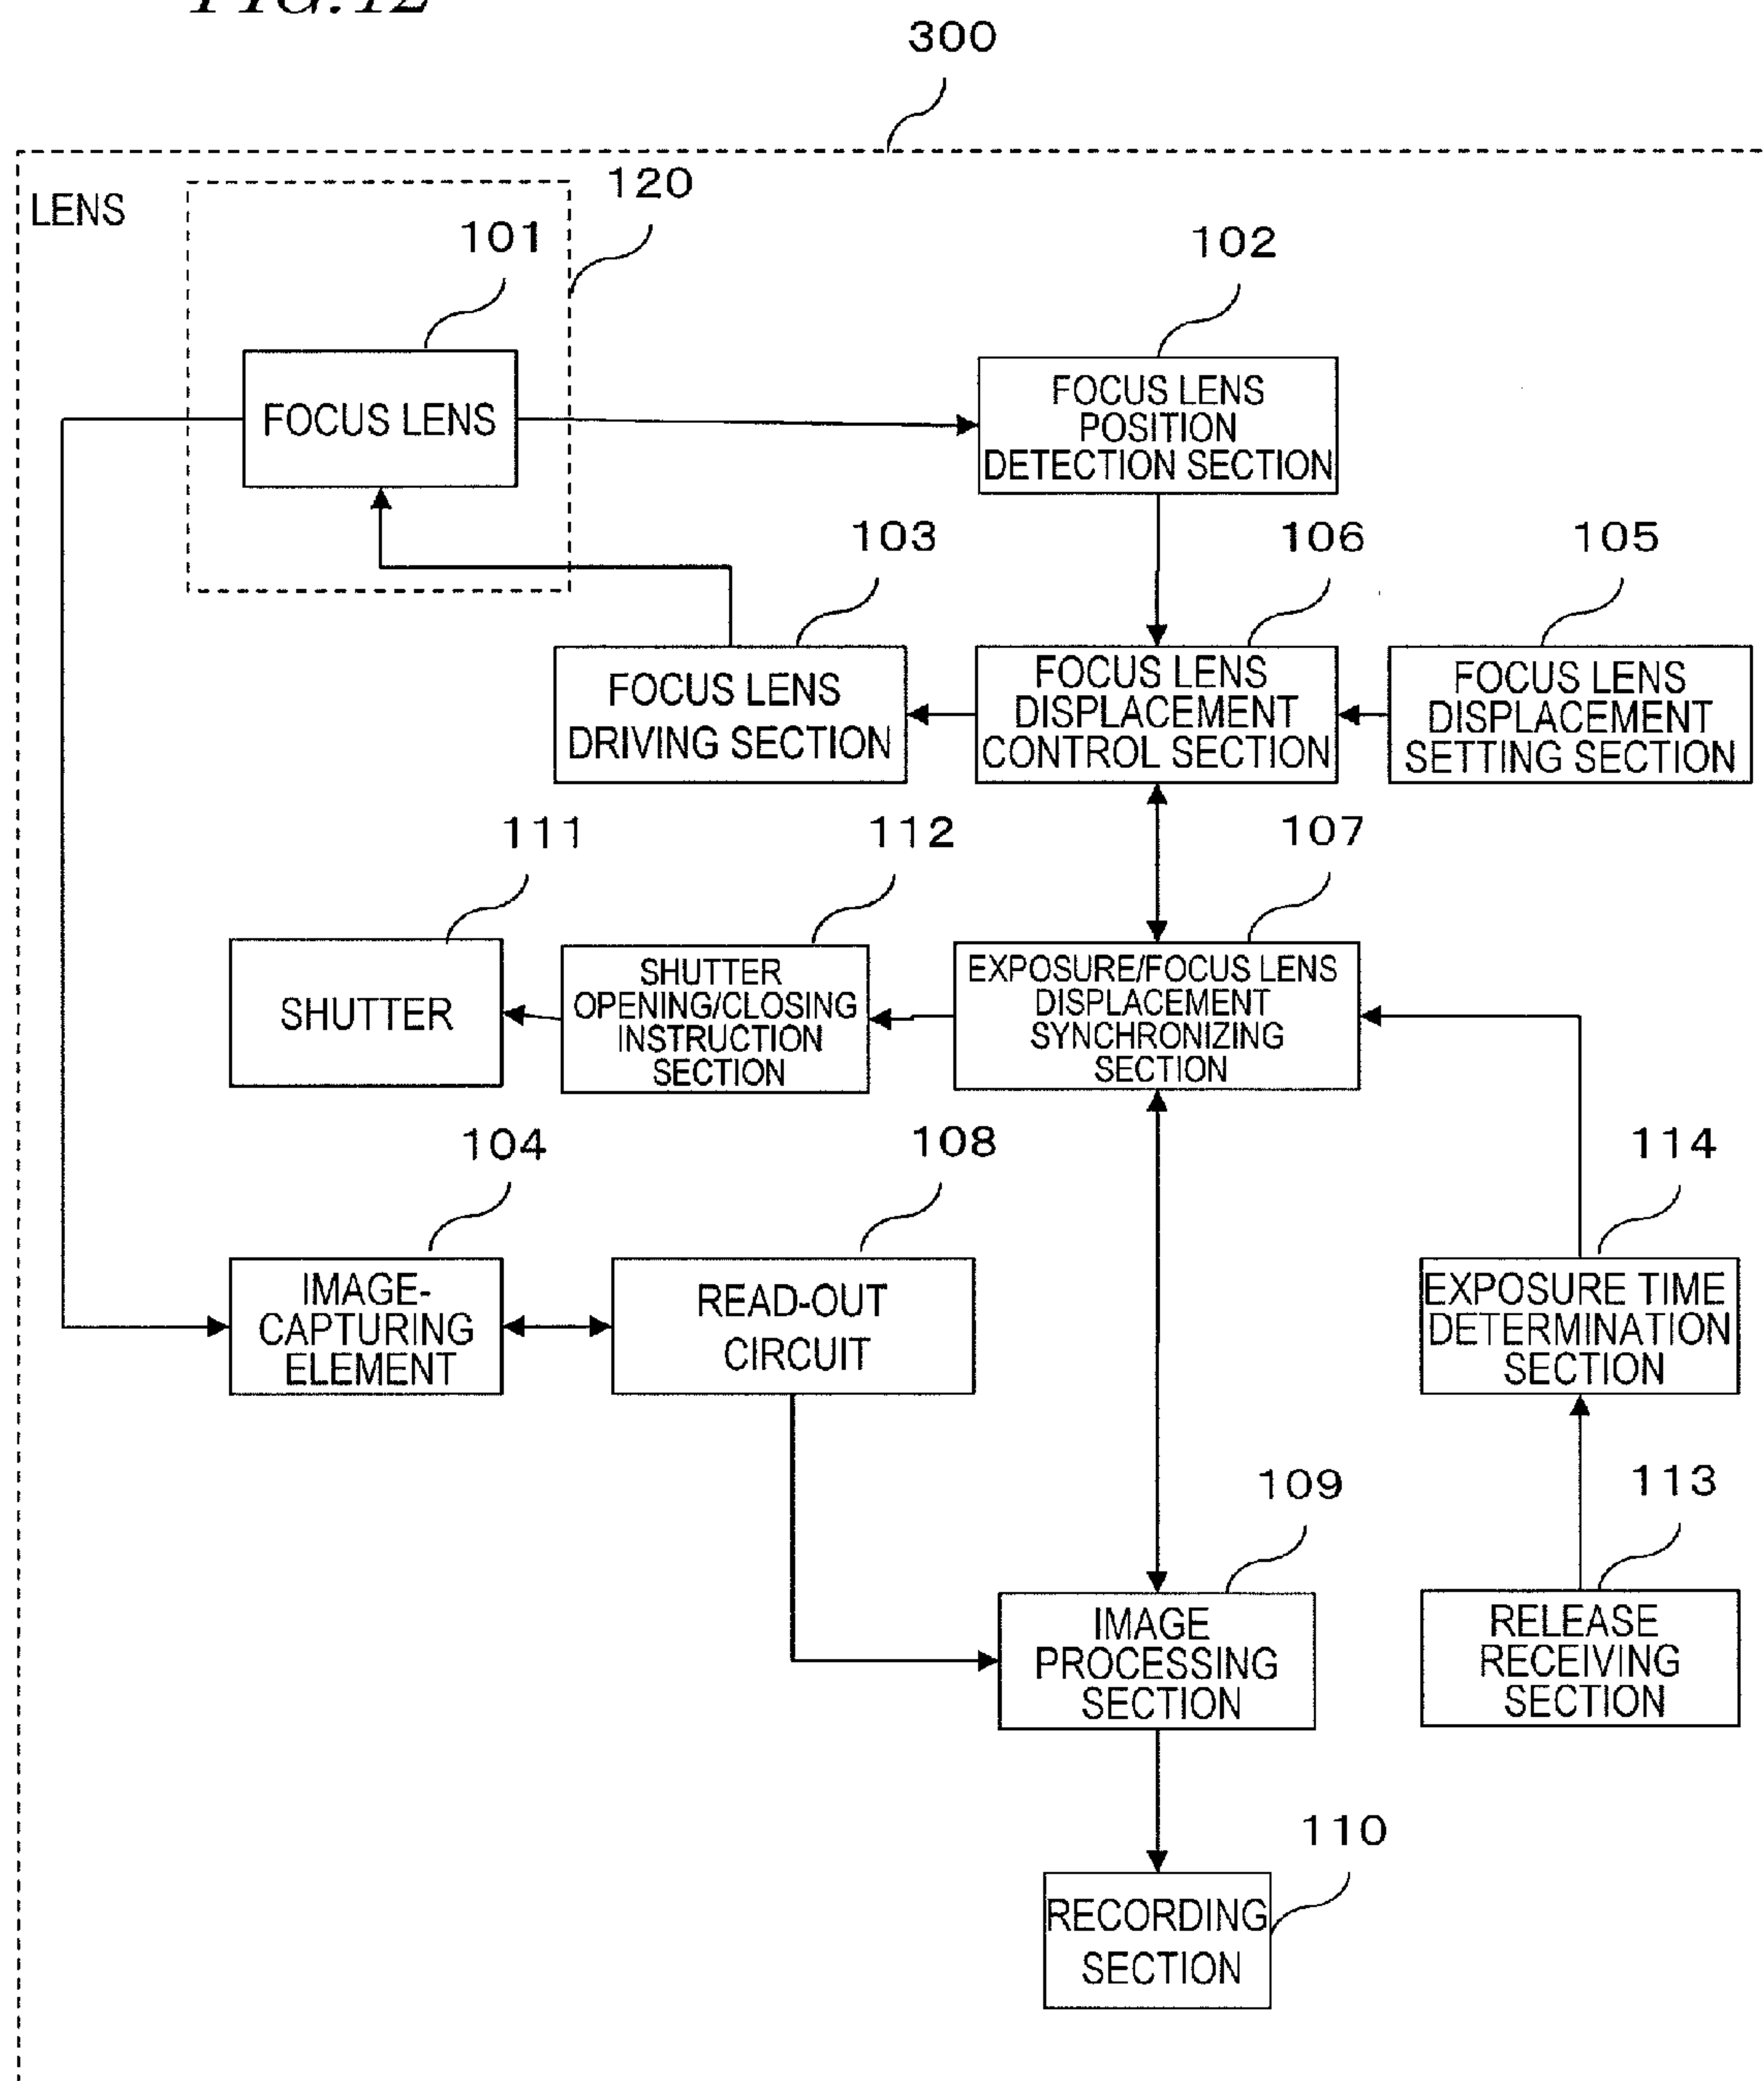 FIG.12
300
LENS
120
101
102
FOCUS LENS
FOCUS LENS
POSITION
DETECTION SECTION
103
106
105
FOCUS LENS
DRIVING SECTION
FOCUS LENS
DISPLACEMENT
CONTROL SECTION
FOCUS LENS
DISPLACEMENT
SETTING SECTION
111
112
107
SHUTTER
SHUTTER
OPENING/CLOSING
INSTRUCTION
SECTION
EXPOSURE/FOCUS LENS
DISPLACEMENT
SYNCHRONIZING
SECTION
104
108
114
IMAGE-
CAPTURING
ELEMENT
READ-OUT
CIRCUIT
EXPOSURE TIME
DETERMINATION
SECTION
109
113
IMAGE
PROCESSING
SECTION
RELEASE
RECEIVING
SECTION
110
RECORDING
SECTION